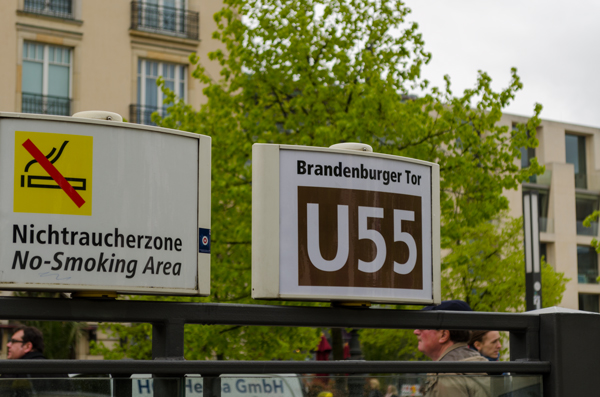 Nichtraucherzone
No-Smoking Area
Brandenburger Tor
U55
GmbH